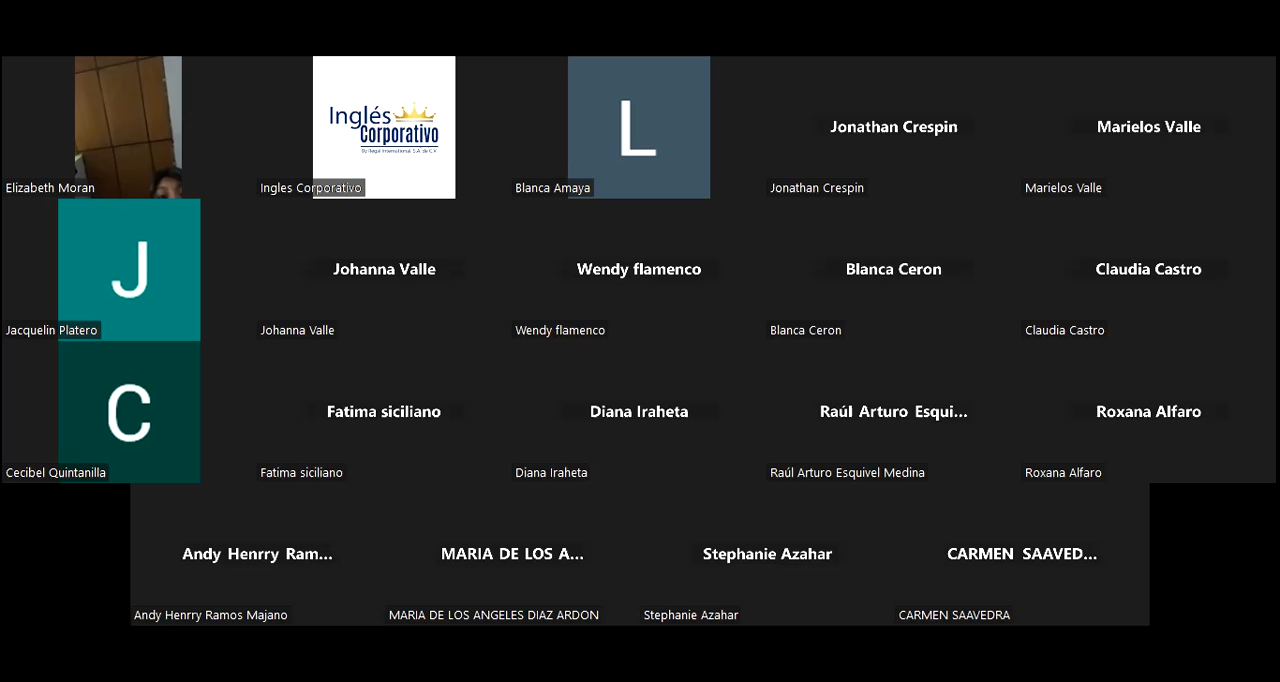 Inglés
Corporativo
Elizabeth Moran
Ingles Corporativo
L
Blanca Amaya
Jonathan Crespin
Jonathan Crespin
Marielos Valle
Marielos Valle
J
Jacquelin Platero
Johanna Valle
Johanna Valle
Wendy flamenco
Wendy flamenco
Blanca Ceron
Blanca Ceron
Claudia Castro
Claudia Castro
C
Cecibel Quintanilla
Fatima siciliano
Fatima siciliano
Diana Iraheta
Diana Iraheta
Raúl Arturo Esqui...
Raúl Arturo Esquivel Medina
Roxana Alfaro
Roxana Alfaro
Andy Henrry Ram...
Andy Henrry Ramos Majano
MARIA DE LOS A...
MARIA DE LOS ANGELES DIAZ ARDON
Stephanie Azahar
Stephanie Azahar
CARMEN SAAVED...
CARMEN SAAVEDRA